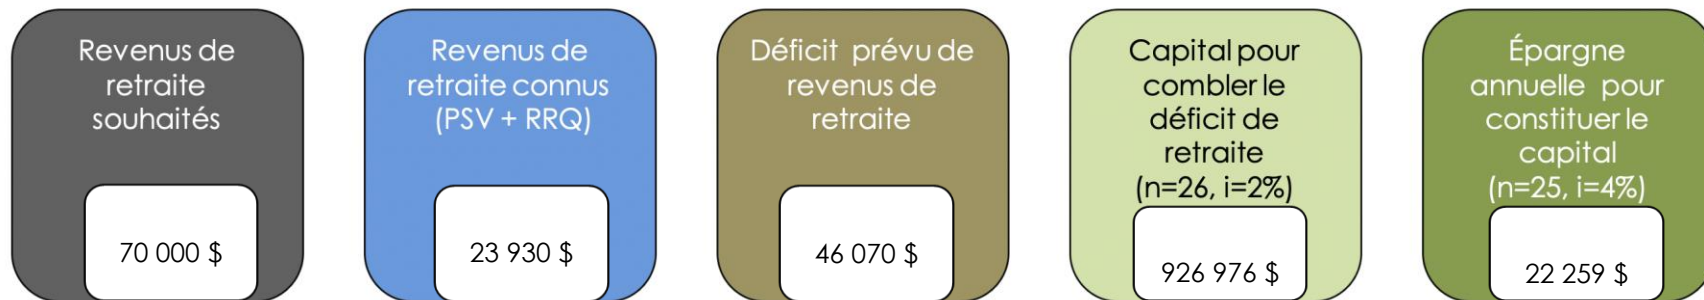 Revenus de
retraite
souhaités
70 000 $
Revenus de
retraite connus
(PSV + RRQ)
23 930 $
Déficit prévu de
revenus de
retraite
46 070 $
Capital pour
combler le
déficit de
retraite
(n=26, i=2%)
926 976 $
Épargne
annuelle pour
constituer le
capital
(n=25, i=4%)
22 259 $